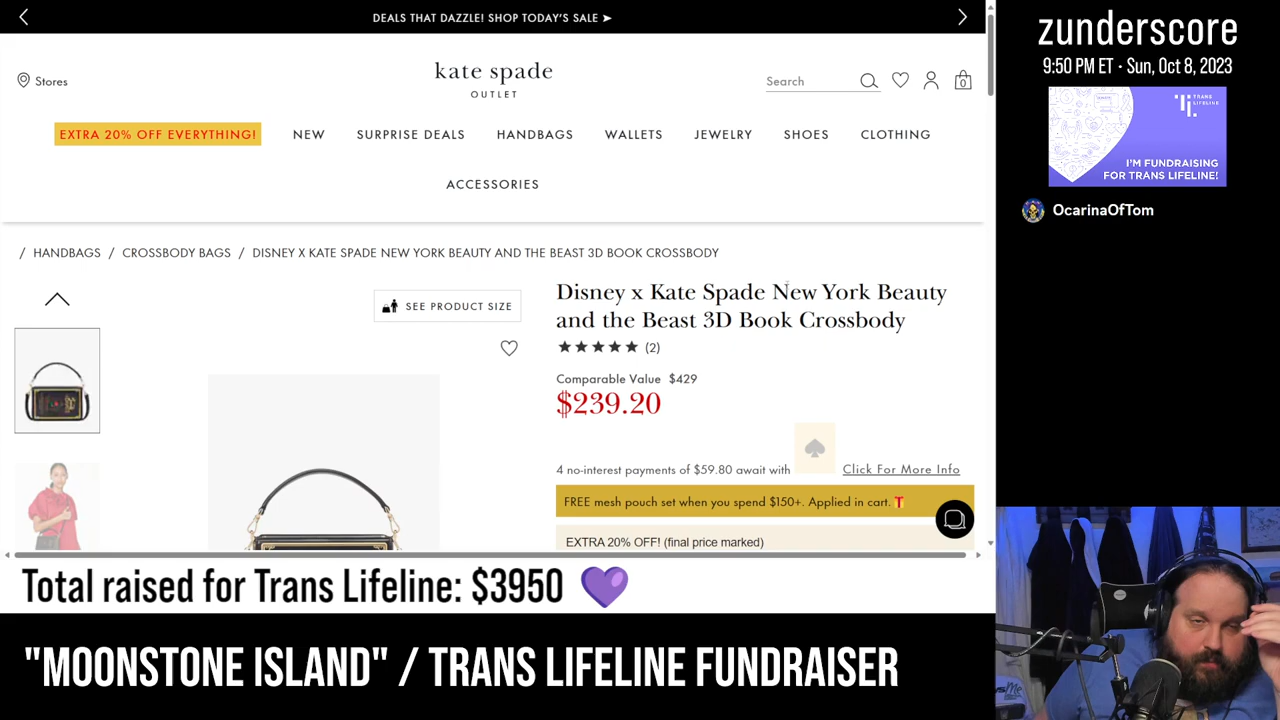 DEALS THAT DAZZLE! SHOP TODAY'S SALE ➤
Stores
kate spade
OUTLET
Search
0
EXTRA 20% OFF EVERYTHING!
NEW
SURPRISE DEALS
HANDBAGS
WALLETS
JEWELRY
SHOES
CLOTHING
ACCESSORIES
/ HANDBAGS / CROSSBODY BAGS / DISNEY X KATE SPADE NEW YORK BEAUTY AND THE BEAST 3D BOOK CROSSBODY
SEE PRODUCT SIZE
Disney x Kate Spade New York Beauty
and the Beast 3D Book Crossbody
★★★★★ (2)
Comparable Value $429
$239.20
4 no-interest payments of $59.80 await with
Click For More Info
FREE mesh pouch set when you spend $150+. Applied in cart.
EXTRA 20% OFF! (final price marked)
Total raised for Trans Lifeline: $3950 💜
"MOONSTONE ISLAND" / TRANS LIFELINE FUNDRAISER
zunderscore
9:50 PM ET · Sun, Oct 8, 2023
TRANS
LIFELINE
I'M FUNDRAISING
FOR TRANS LIFELINE!
OcarinaOfTom